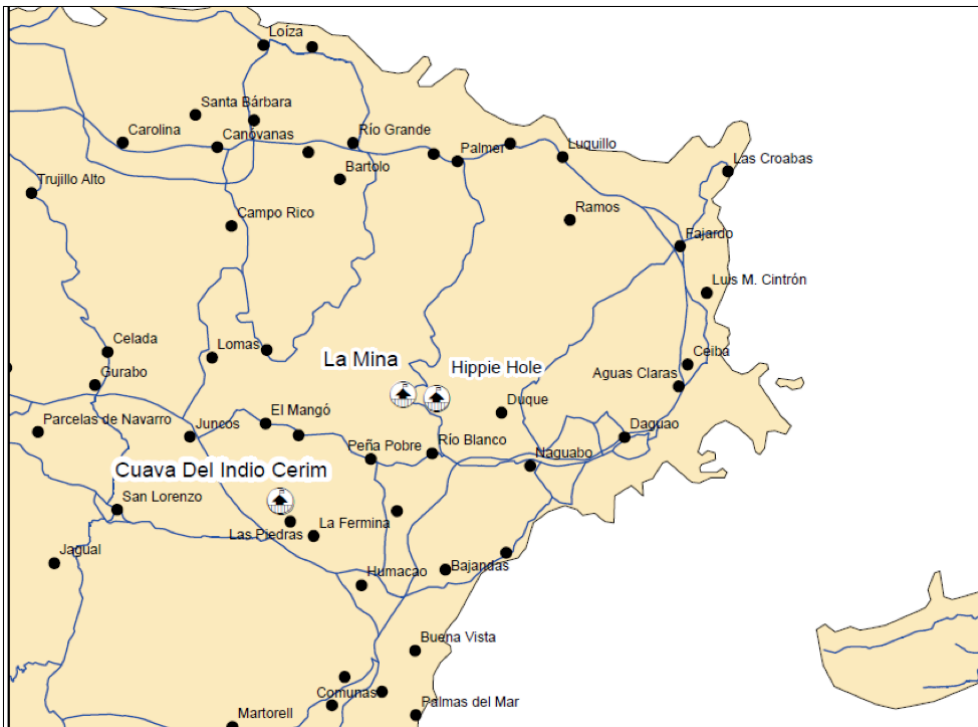 Loíza
Santa Bárbara
Carolina
Canóvanas
Río Grande
Palmer
Luquillo
Las Croabas
Bartolo
Trujillo Alto
Campo Rico
Ramos
Fajardo
Luis M. Cintrón
Celada
Lomas
La Mina
Hippie Hole
Ceiba
Gurabo
Aguas Claras
Duque
El Mangó
Parcelas de Navarro
Juncos
Daguao
Peña Pobre
Río Blanco
Naguabo
Cuava Del Indio Cerim
San Lorenzo
La Fermina
Las Piedras
Jagual
Humacao
Bajandas
Buena Vista
Comunas
Palmas del Mar
Martorell